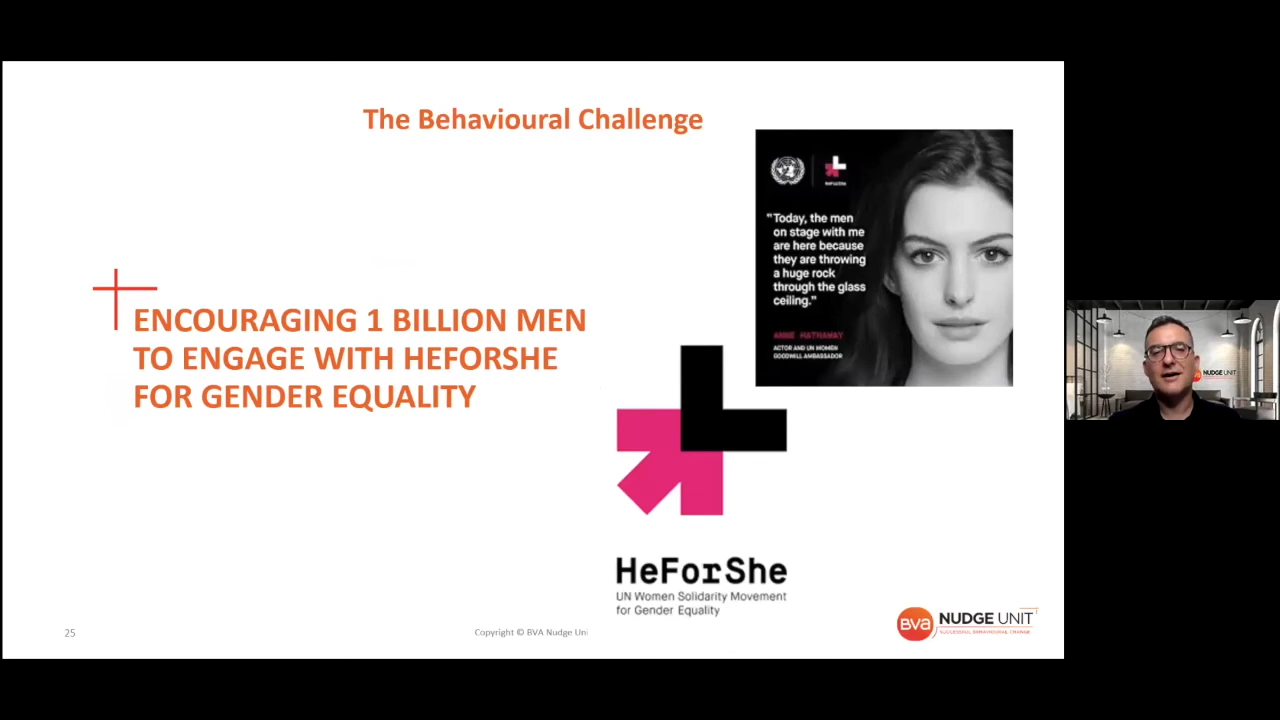 The Behavioural Challenge
HeForShe
"Today, the men
on stage with me
are here because
they are throwing
a huge rock
through the glass
ceiling."
ANNE HATHAWAY
ACTOR AND UN WOMEN
GOODWILL AMBASSADOR
ENCOURAGING 1 BILLION MEN
TO ENGAGE WITH HEFORSHE
FOR GENDER EQUALITY
HeForShe
UN Women Solidarity Movement
for Gender Equality
25
Copyright © BVA Nudge Uni
BVA NUDGE UNIT
SUCCESSFUL BEHAVIOURAL CHANGE
NUDGE UNIT